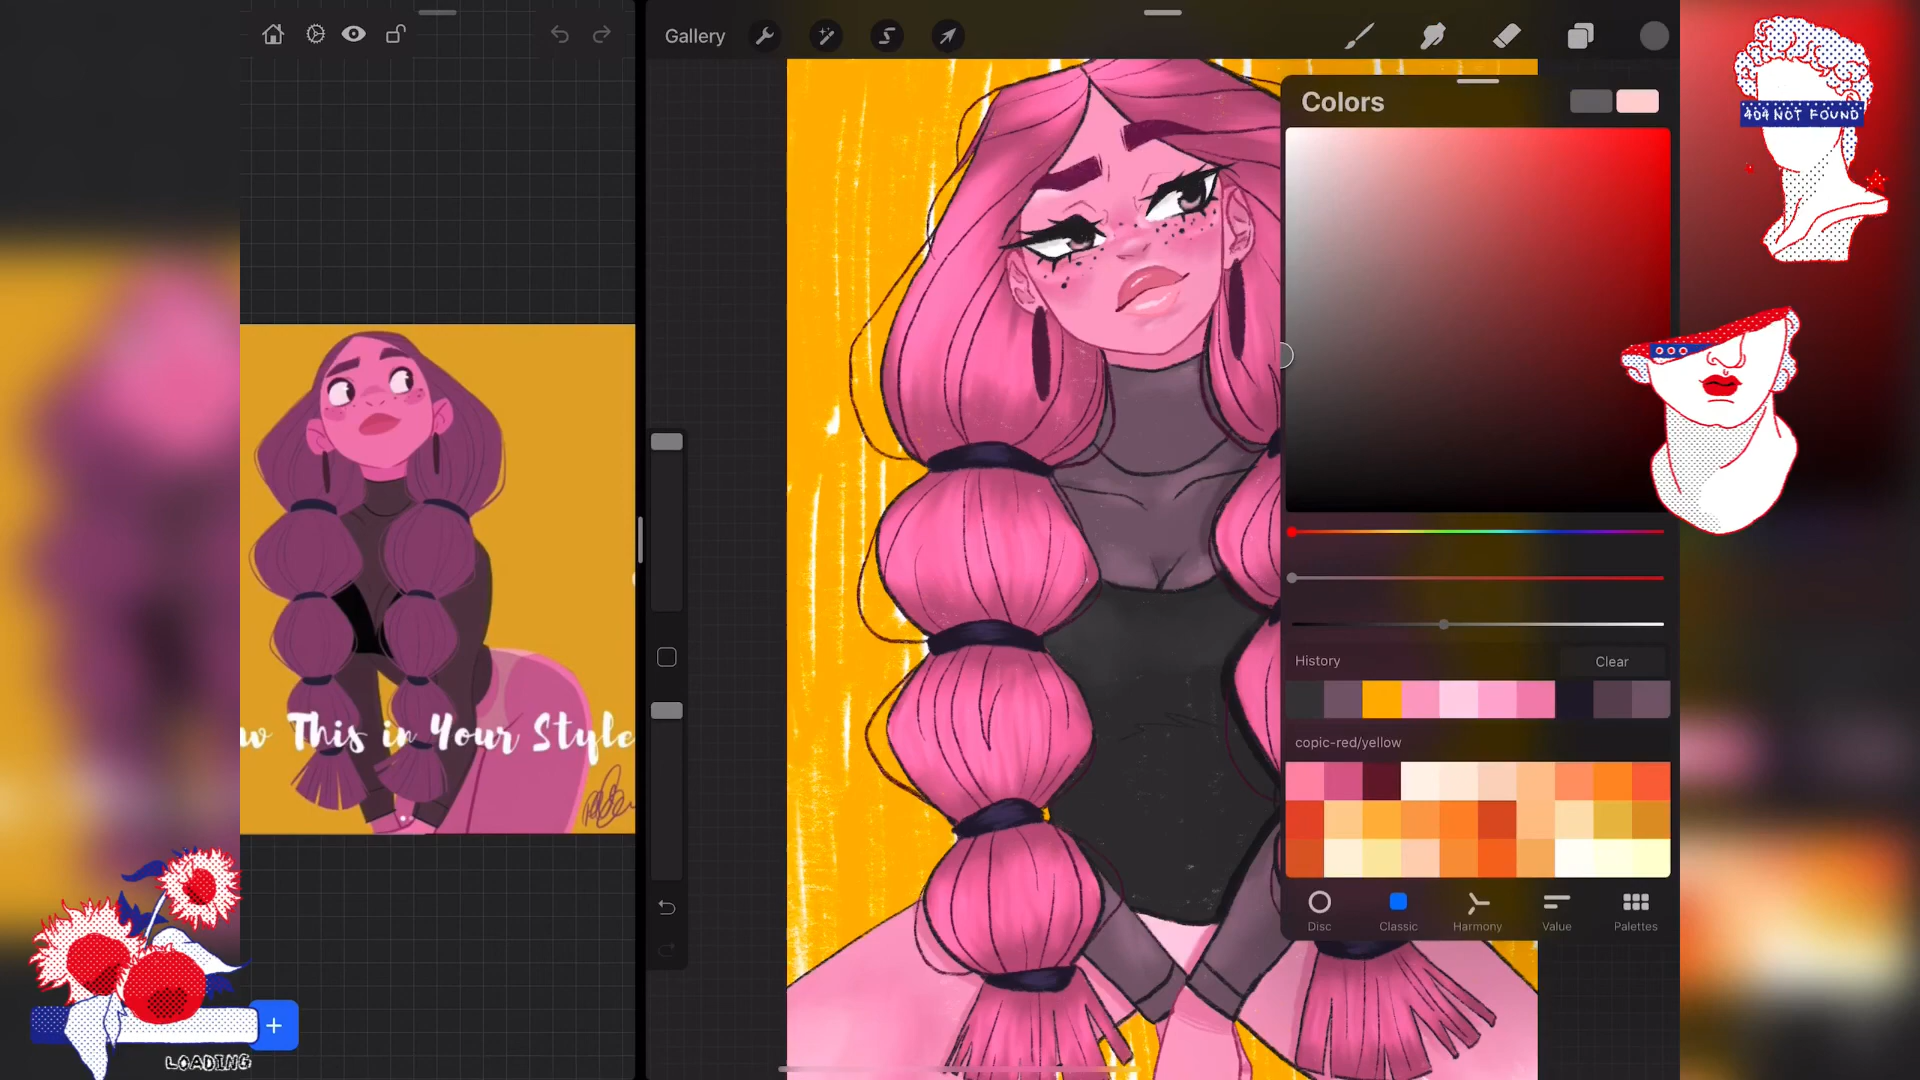 Gallery
Colors
404 NOT FOUND
History
Clear
copic-red/yellow
Disc
Classic
Harmony
Value
Palettes
w This in Your Style
LOADING